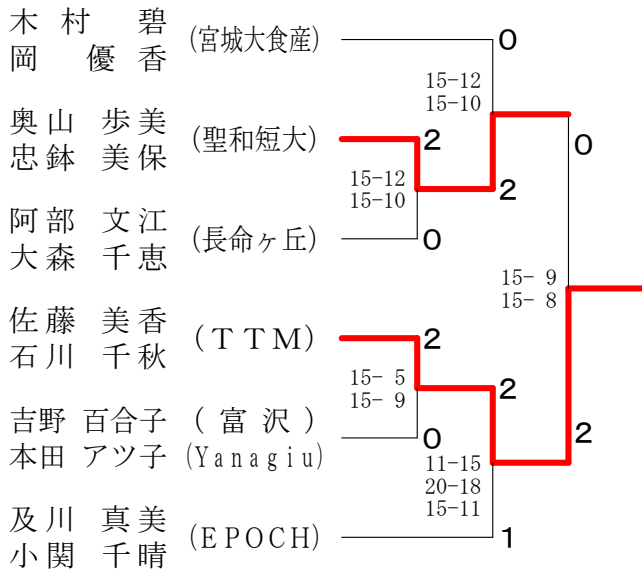 木 村 碧
岡 優 香
(宮城大食産)
0
15-12
15-10
奥山 歩美
忠鉢 美保
(聖和短大)
2
15-12
15-10
2
0
阿部 文江
大森 千恵
(長命ヶ丘)
0
15- 9
15- 8
佐藤 美香
石川 千秋
(TTM)
2
15- 5
15- 9
2
吉野 百合子
本田 アツ子
(富沢)
(Yanagiu)
0
2
11-15
20-18
15-11
及川 真美
小関 千晴
(EPOCH)
1